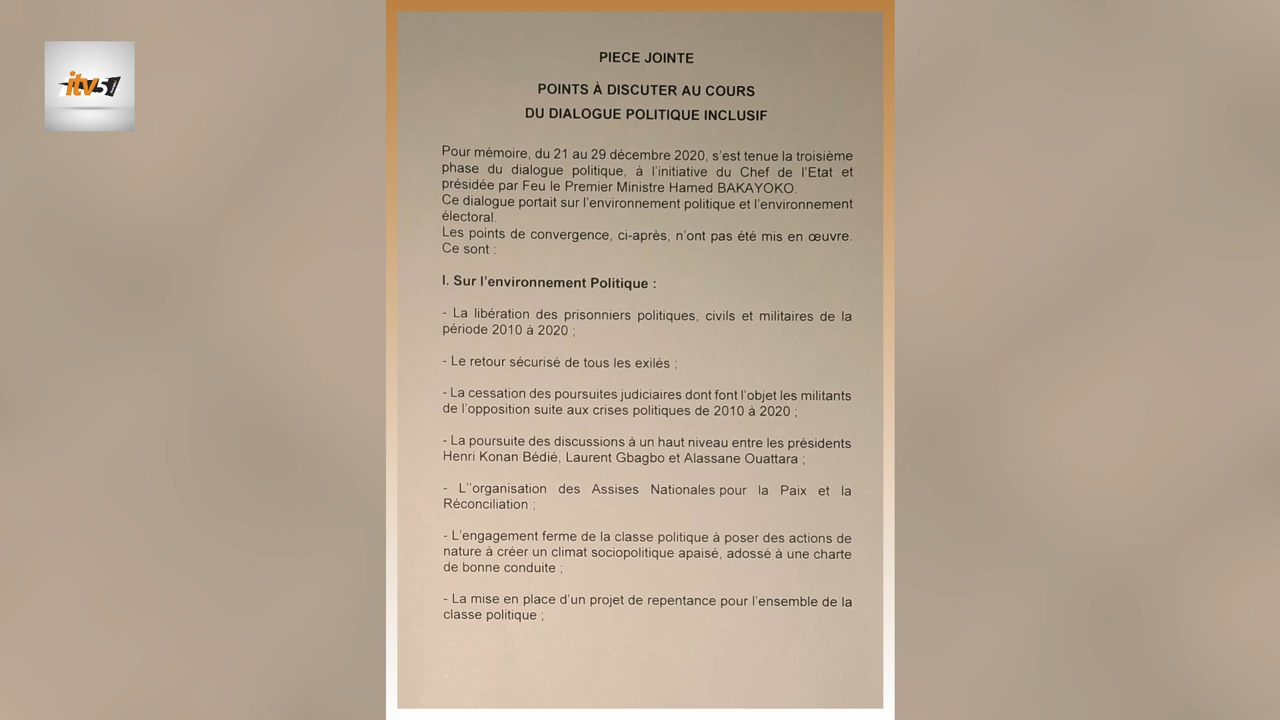 itv51
PIECE JOINTE
POINTS À DISCUTER AU COURS
DU DIALOGUE POLITIQUE INCLUSIF
Pour mémoire, du 21 au 29 décembre 2020, s'est tenue la troisième
phase du dialogue politique, à l'initiative du Chef de l'Etat et
présidée par Feu le Premier Ministre Hamed BAKAYOKO.
Ce dialogue portait sur l'environnement politique et l'environnement
électoral.
Les points de convergence, ci-après, n'ont pas été mis en œuvre.
Ce sont :
I. Sur l'environnement Politique :
- La libération des prisonniers politiques, civils et militaires de la
période 2010 à 2020 ;
- Le retour sécurisé de tous les exilés ;
- La cessation des poursuites judiciaires dont font l'objet les militants
de l'opposition suite aux crises politiques de 2010 à 2020 ;
- La poursuite des discussions à un haut niveau entre les présidents
Henri Konan Bédié, Laurent Gbagbo et Alassane Ouattara ;
- L''organisation des Assises Nationales pour la Paix et la
Réconciliation ;
- L'engagement ferme de la classe politique à poser des actions de
nature à créer un climat sociopolitique apaisé, adossé à une charte
de bonne conduite ;
- La mise en place d'un projet de repentance pour l'ensemble de la
classe politique ;